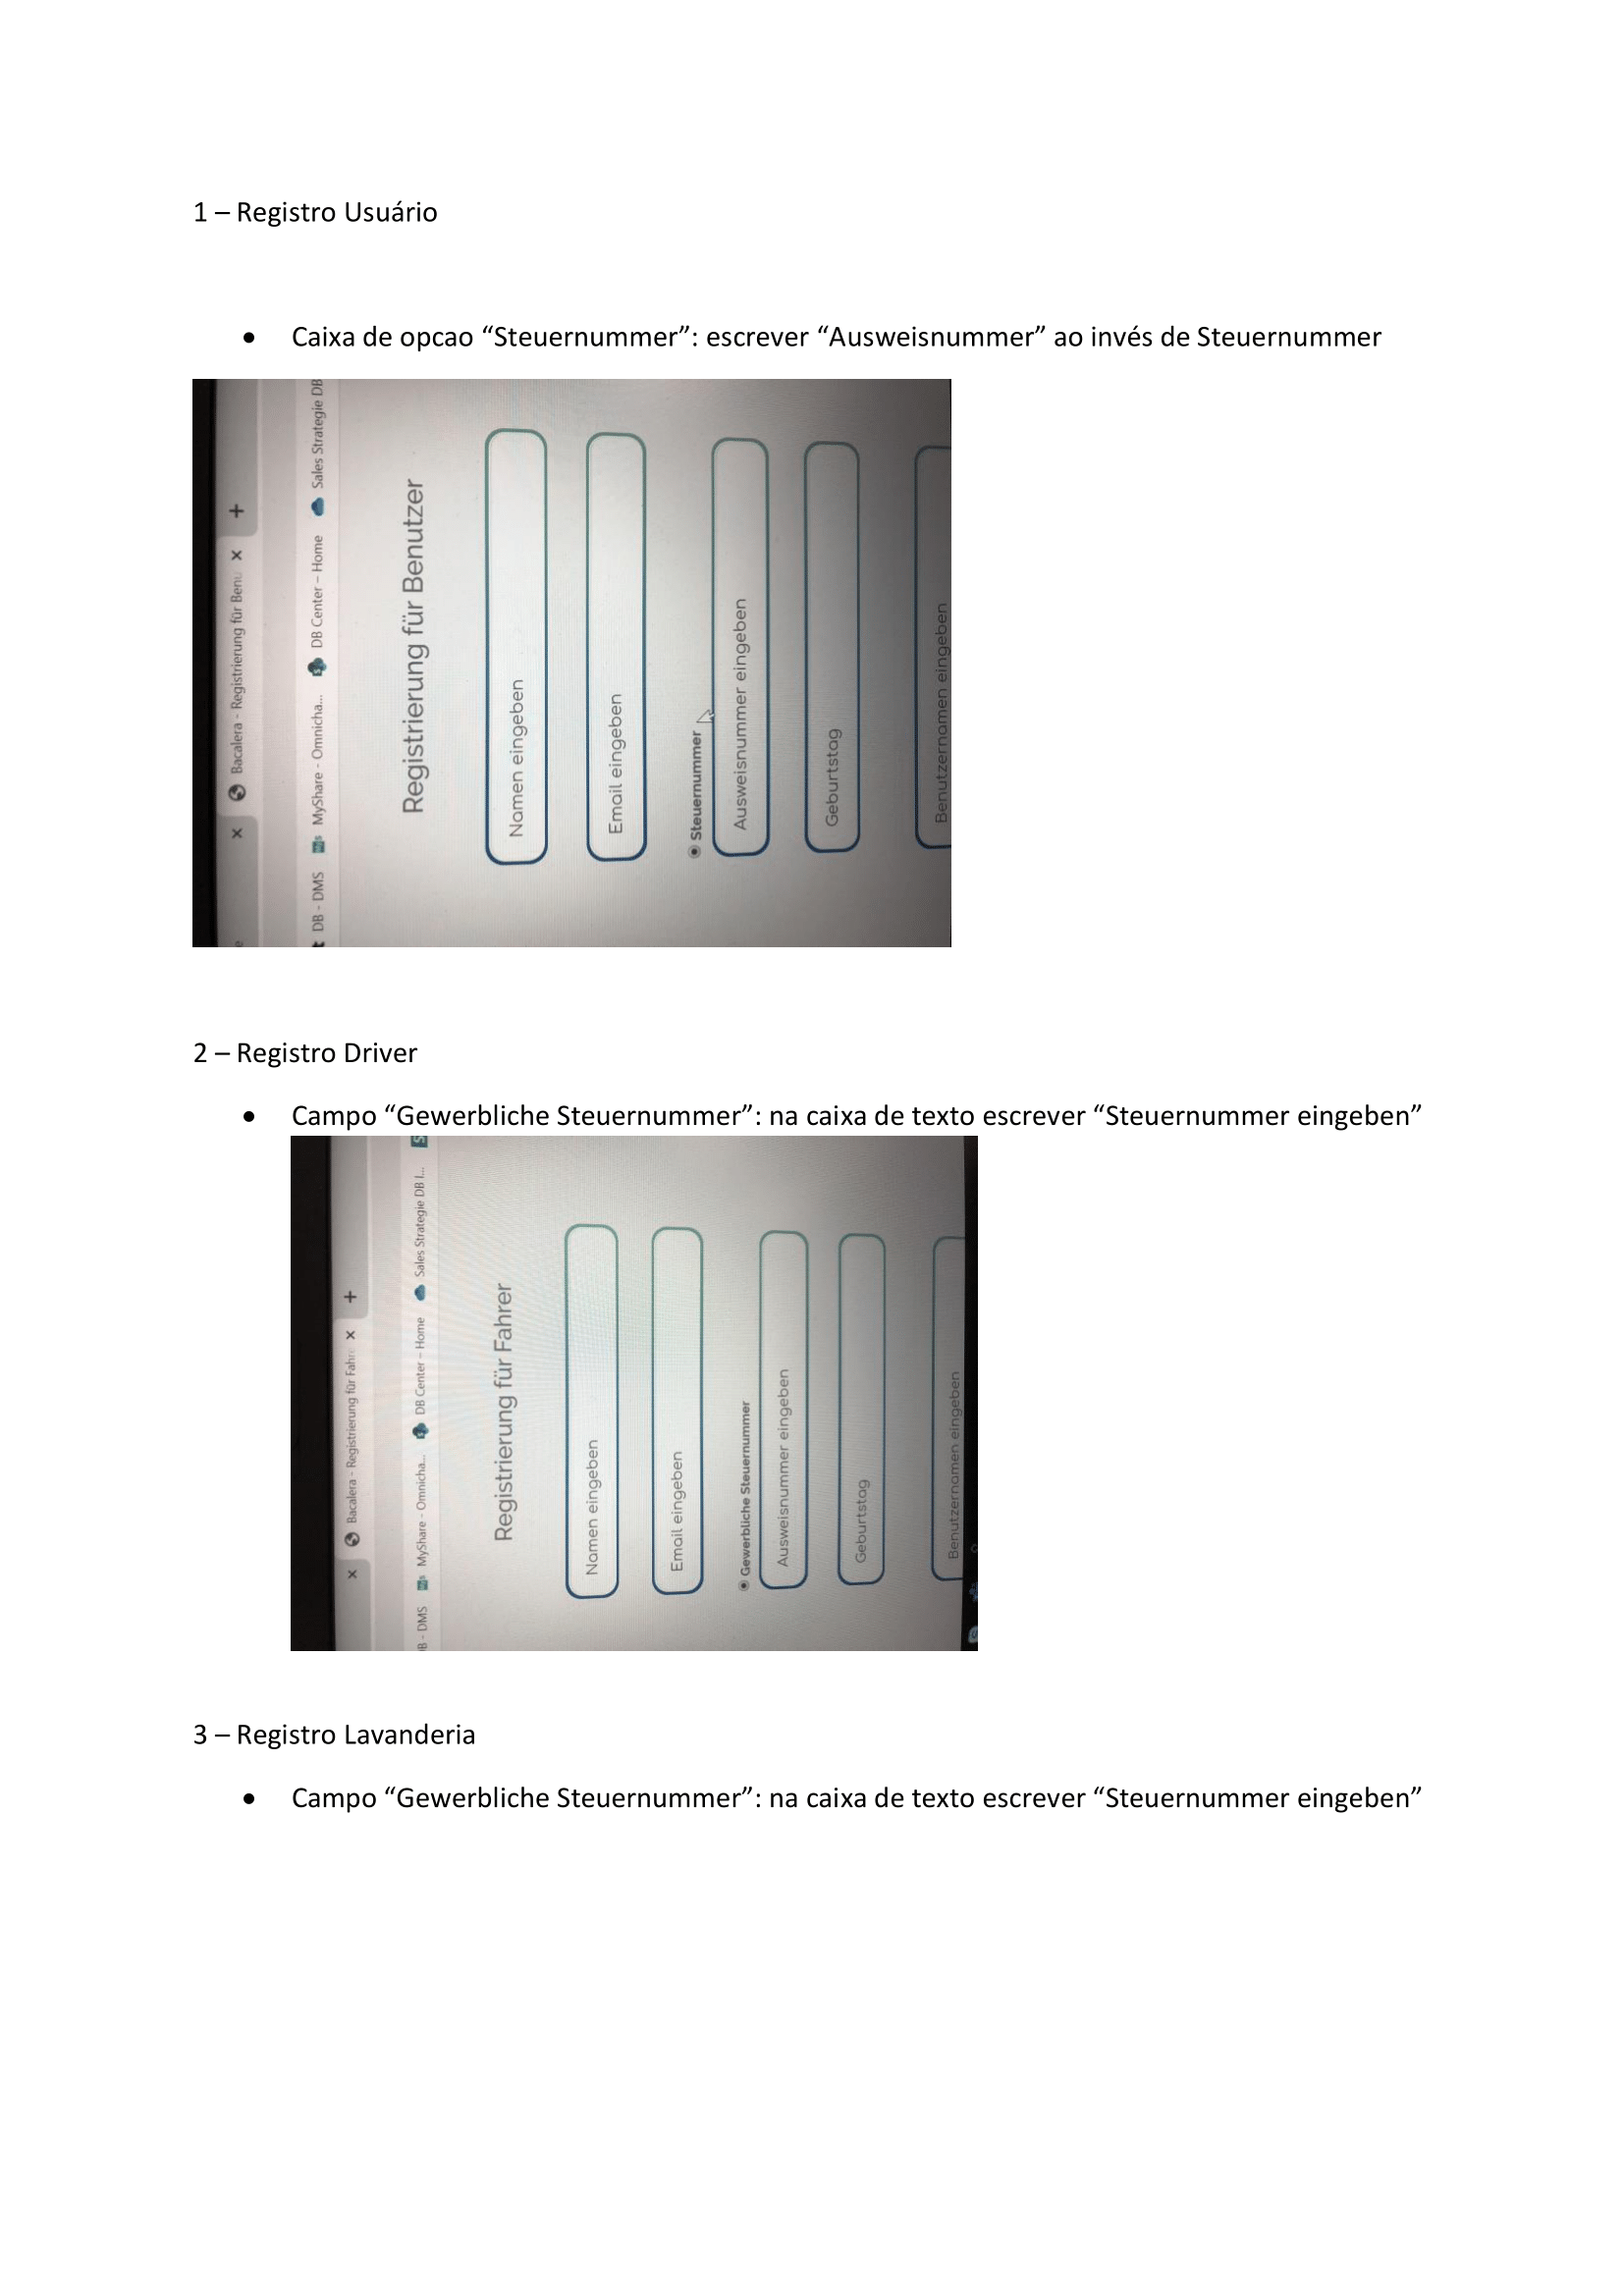 1 – Registro Usuário
• Caixa de opcao “Steuernummer”: escrever “Ausweisnummer” ao invés de Steuernummer
Bacalera - Registrierung für Benu
DB - DMS MyShare - Omnicha... DB Center – Home Sales Strategie DB
Registrierung für Benutzer
Namen eingeben
Email eingeben
Steuernummer
Ausweisnummer eingeben
Geburtstag
Benutzernamen eingeben
2 – Registro Driver
• Campo “Gewerbliche Steuernummer”: na caixa de texto escrever “Steuernummer eingeben”
Bacalera - Registrierung für Fahre
B - DMS MyShare - Omnicha... DB Center – Home Sales Strategie DB I...
Registrierung für Fahrer
Namen eingeben
Email eingeben
Gewerbliche Steuernummer
Ausweisnummer eingeben
Geburtstag
Benutzernamen eingeben
3 – Registro Lavanderia
• Campo “Gewerbliche Steuernummer”: na caixa de texto escrever “Steuernummer eingeben”